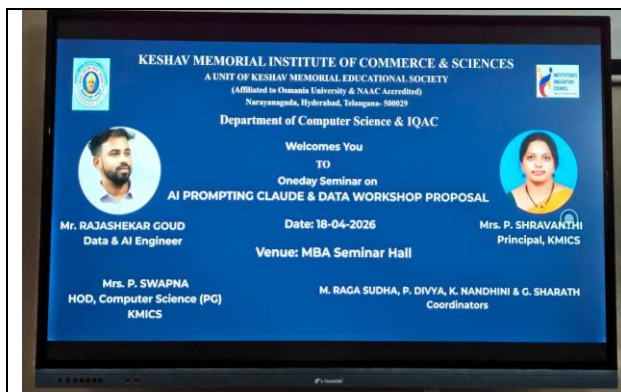 KESHAV MEMORIAL INSTITUTE OF COMMERCE & SCIENCES
A UNIT OF KESHAV MEMORIAL EDUCATIONAL SOCIETY
(Affiliated to Osmania University & NAAC Accredited)
Narayanaguda, Hyderabad, Telangana- 500029
INSTITUTION'S
INNOVATION
COUNCIL
Department of Computer Science & IQAC
Welcomes You
TO
Oneday Seminar on
AI PROMPTING CLAUDE & DATA WORKSHOP PROPOSAL
Mr. RAJASHEKAR GOUD
Data & AI Engineer
Date: 18-04-2026
Mrs. P. SHRAVANTHI
Principal, KMICS
Venue: MBA Seminar Hall
Mrs. P. SWAPNA
HOD, Computer Science (PG)
KMICS
M. RAGA SUDHA, P. DIVYA, K. NANDHINI & G. SHARATH
Coordinators